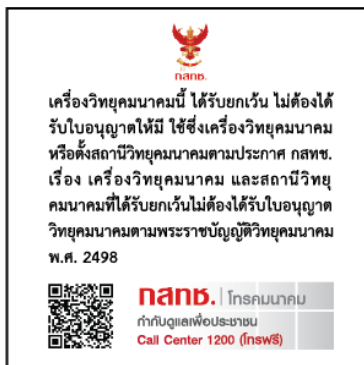 กสทช.
เครื่องวิทยุคมนาคมนี้ ได้รับยกเว้น ไม่ต้องได้
รับใบอนุญาตให้มี ใช้ซึ่งเครื่องวิทยุคมนาคม
หรือตั้งสถานีวิทยุคมนาคมตามประกาศ กสทช.
เรื่อง เครื่องวิทยุคมนาคม และสถานีวิทยุ
คมนาคมที่ได้รับยกเว้นไม่ต้องได้รับใบอนุญาต
วิทยุคมนาคมตามพระราชบัญญัติวิทยุคมนาคม
พ.ศ. 2498
กสทช. | โทรคมนาคม
กำกับดูแลเพื่อประชาชน
Call Center 1200 (โทรฟรี)